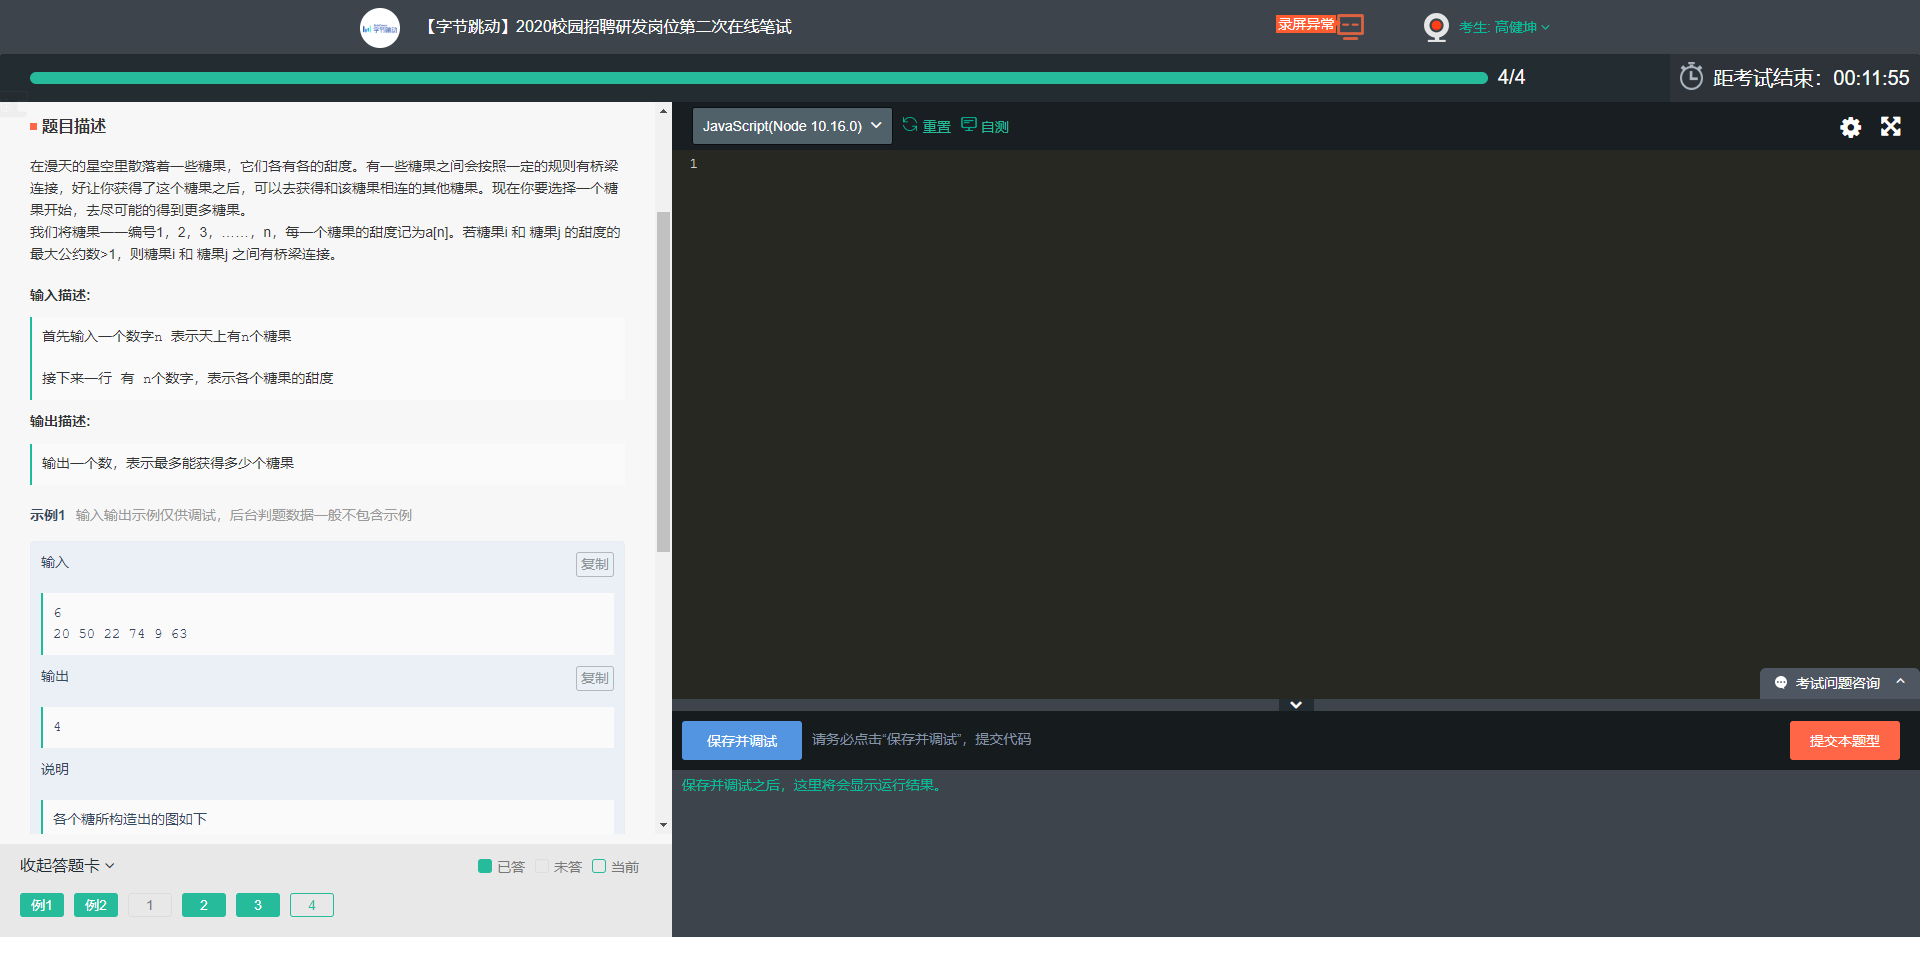 【字节跳动】2020校园招聘研发岗位第二次在线笔试
录屏异常
考生: 高健坤
4/4
距考试结束：00:11:55
题目描述
在漫天的星空里散落着一些糖果，它们各有各的甜度。有一些糖果之间会按照一定的规则有桥梁
连接，好让你获得了这个糖果之后，可以去获得和该糖果相连的其他糖果。现在你要选择一个糖
果开始，去尽可能的得到更多糖果。
我们将糖果一一编号1，2，3，……，n，每一个糖果的甜度记为a[n]。若糖果i 和 糖果j 的甜度的
最大公约数>1，则糖果i 和 糖果j 之间有桥梁连接。
输入描述:
首先输入一个数字n 表示天上有n个糖果
接下来一行 有 n个数字，表示各个糖果的甜度
输出描述:
输出一个数，表示最多能获得多少个糖果
示例1 输入输出示例仅供调试，后台判题数据一般不包含示例
输入
复制
6
20 50 22 74 9 63
输出
复制
4
说明
各个糖所构造出的图如下
收起答题卡
已答 未答 当前
例1 例2 1 2 3 4
JavaScript(Node 10.16.0) 重置 自测
1
考试问题咨询
保存并调试 请务必点击“保存并调试”，提交代码
提交本题型
保存并调试之后，这里将会显示运行结果。